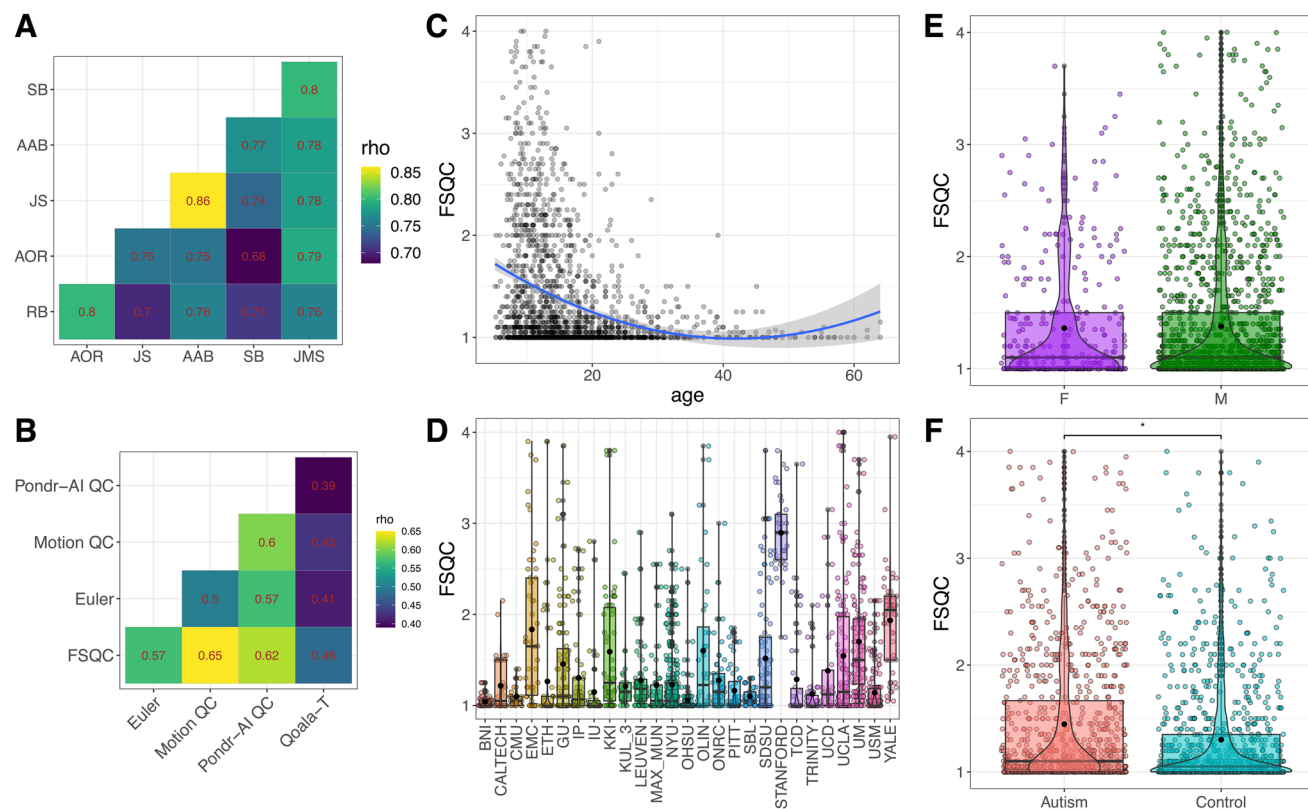 A
SB
AAB
JS
AOR
RB
0.8
0.77 0.78
0.86 0.74 0.78
0.75 0.75 0.68 0.79
0.8 0.7 0.76 0.71 0.76
AOR JS AAB SB JMS
rho
0.85
0.80
0.75
0.70
B
Pondr−AI QC
Motion QC
Euler
FSQC
0.39
0.6 0.43
0.5 0.57 0.41
0.57 0.65 0.62 0.48
Euler
Motion QC
Pondr−AI QC
Qoala−T
rho
0.65
0.60
0.55
0.50
0.45
0.40
C
FSQC
4
3
2
1
20 40 60
age
D
FSQC
4
3
2
1
BNI
CALTECH
CMU
EMC
ETH
GU
IP
IU
KKI
KUL_3
LEUVEN
MAX_MUN
NYU
OHSU
OLIN
ONRC
PITT
SBL
SDSU
STANFORD
TCD
TRINITY
UCD
UCLA
UM
USM
YALE
E
FSQC
4
3
2
1
F M
F
FSQC
4
3
2
1
*
Autism Control